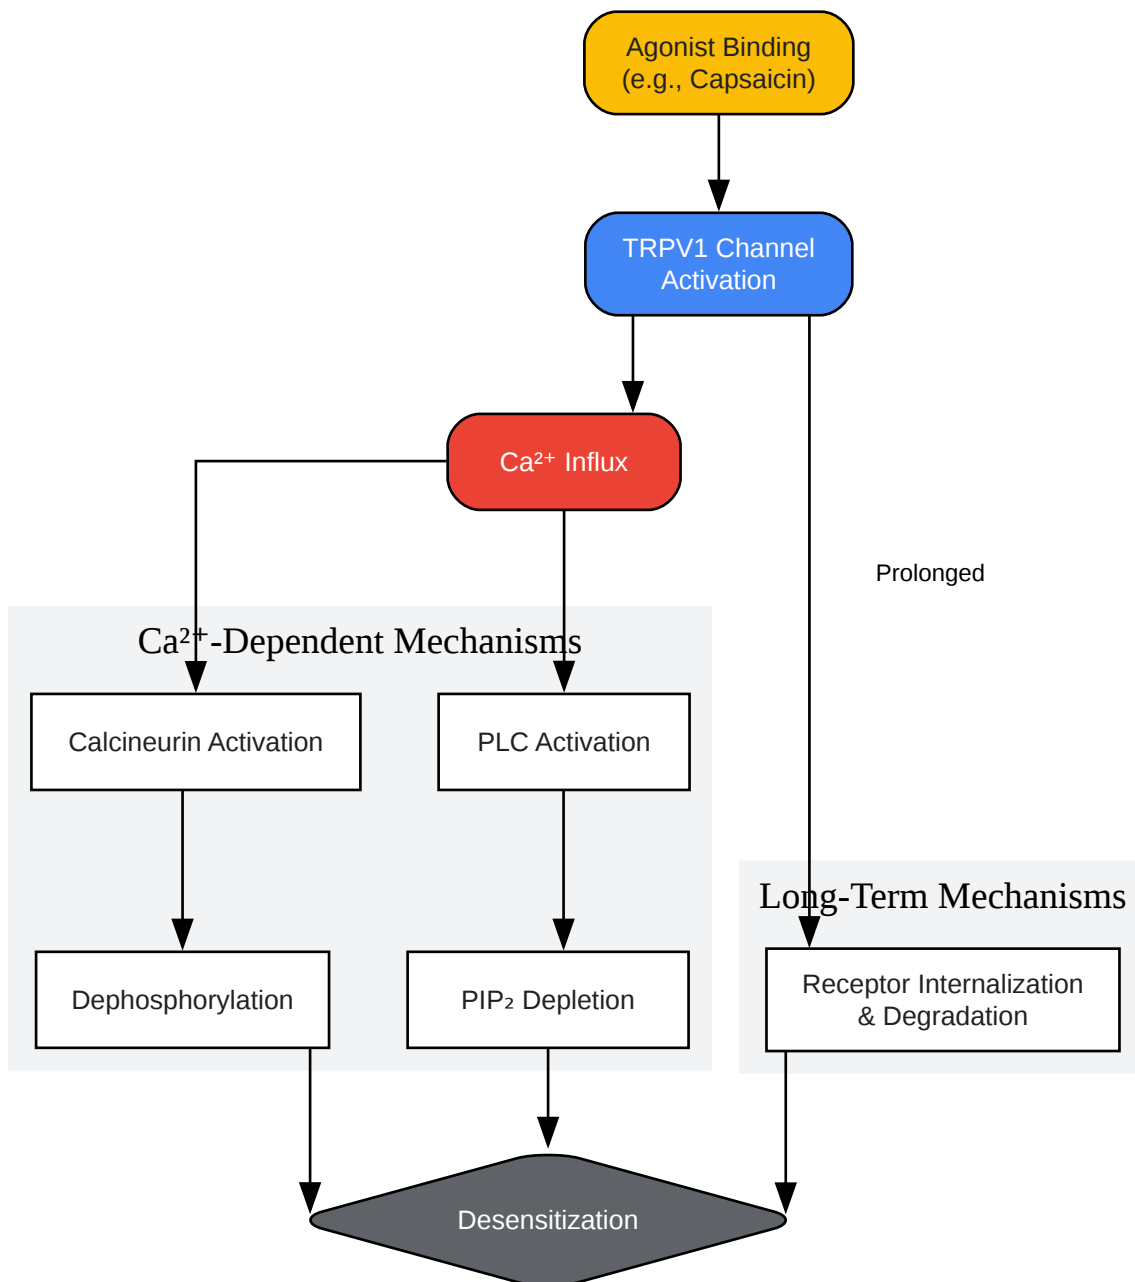 Agonist Binding
(e.g., Capsaicin)
TRPV1 Channel
Activation
Ca²⁺ Influx
Prolonged
Ca²⁺-Dependent Mechanisms
Calcineurin Activation
PLC Activation
Long-Term Mechanisms
Dephosphorylation
PIP₂ Depletion
Receptor Internalization
& Degradation
Desensitization